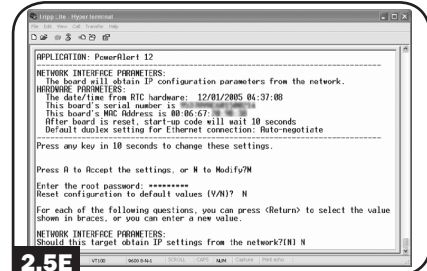 Tripp Lite - HyperTerminal
File Edit View Call Transfer Help
APPLICATION: PowerAlert 12
NETWORK INTERFACE PARAMETERS:
The board will obtain IP configuration parameters from the network.
HARDWARE PARAMETERS:
The date/time from RTC hardware: 12/01/2005 04:37:08
This board's serial number is
This board's MAC Address is 00:06:67:
After board is reset, start-up code will wait 10 seconds
Default duplex setting for Ethernet connection: Auto-negotiate
Press any key in 10 seconds to change these settings.
Press A to Accept the settings, or N to Modify?N
Enter the root password: *********
Reset configuration to default values (Y/N)? N
For each of the following questions, you can press <Return> to select the value
shown in braces, or you can enter a new value.
NETWORK INTERFACE PARAMETERS:
Should this target obtain IP settings from the network?[N] N
VT100 9600 8-N-1 SCROLL CAPS NUM Capture Print echo
2.5E